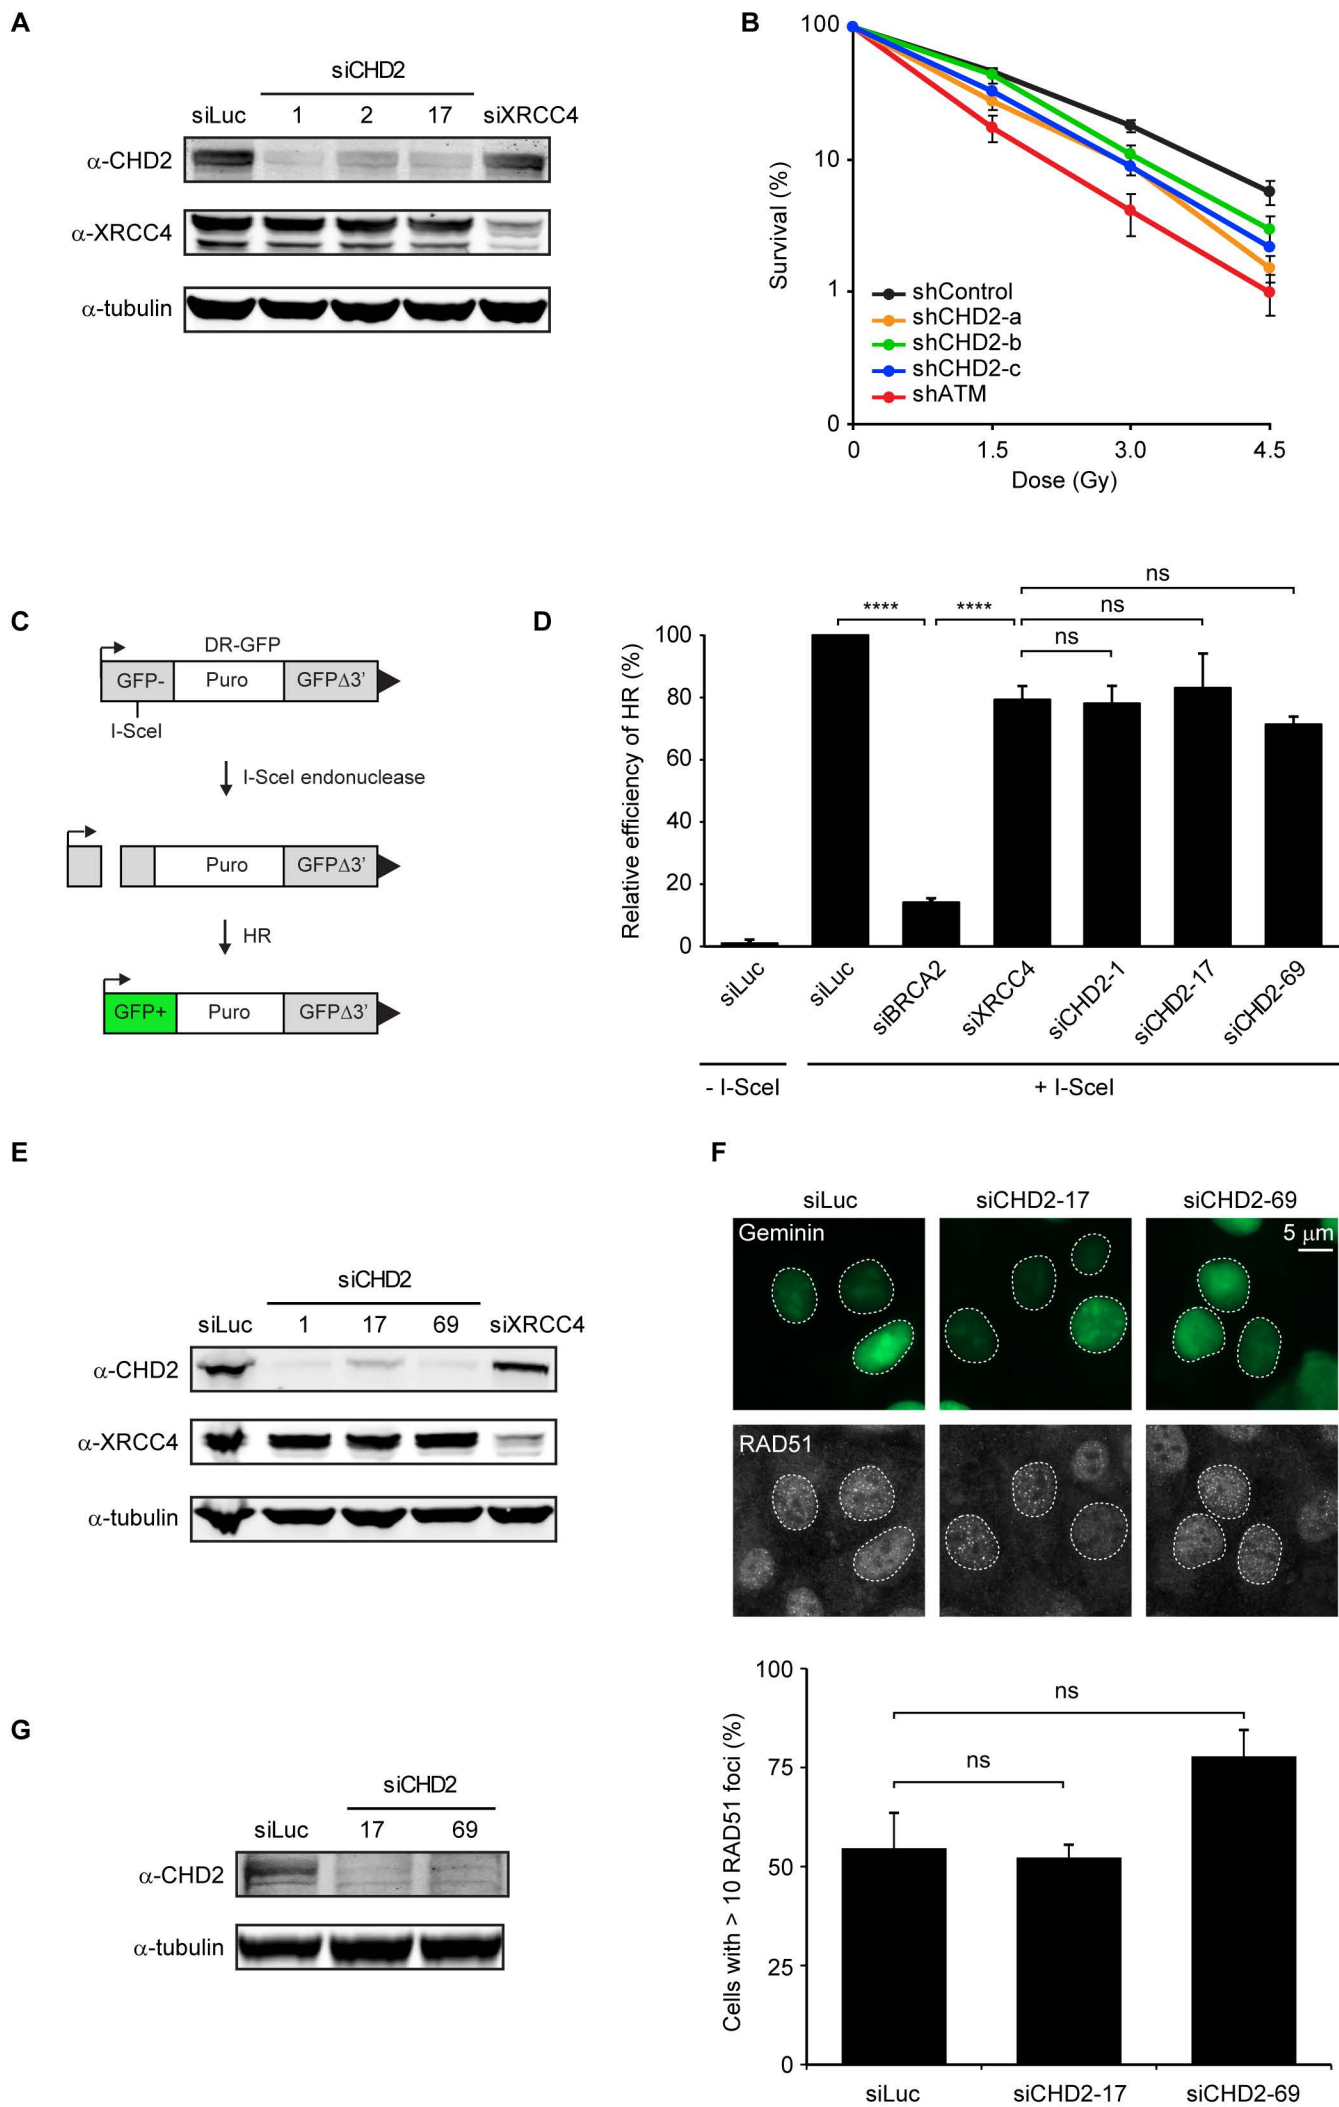 A
siCHD2
siLuc 1 2 17 siXRCC4
α-CHD2
α-XRCC4
α-tubulin
B
100
10
1
0
Survival (%)
shControl
shCHD2-a
shCHD2-b
shCHD2-c
shATM
0 1.5 3.0 4.5
Dose (Gy)
C
DR-GFP
GFP- Puro GFPΔ3'
I-SceI
I-SceI endonuclease
Puro GFPΔ3'
HR
GFP+ Puro GFPΔ3'
D
ns
**** **** ns
ns
100
80
60
40
20
0
Relative efficiency of HR (%)
siLuc siLuc siBRCA2 siXRCC4 siCHD2-1 siCHD2-17 siCHD2-69
- I-SceI + I-SceI
E
siCHD2
siLuc 1 17 69 siXRCC4
α-CHD2
α-XRCC4
α-tubulin
F
siLuc siCHD2-17 siCHD2-69
Geminin 5 μm
RAD51
100
75
50
25
0
Cells with > 10 RAD51 foci (%)
ns
ns
siLuc siCHD2-17 siCHD2-69
G
siCHD2
siLuc 17 69
α-CHD2
α-tubulin